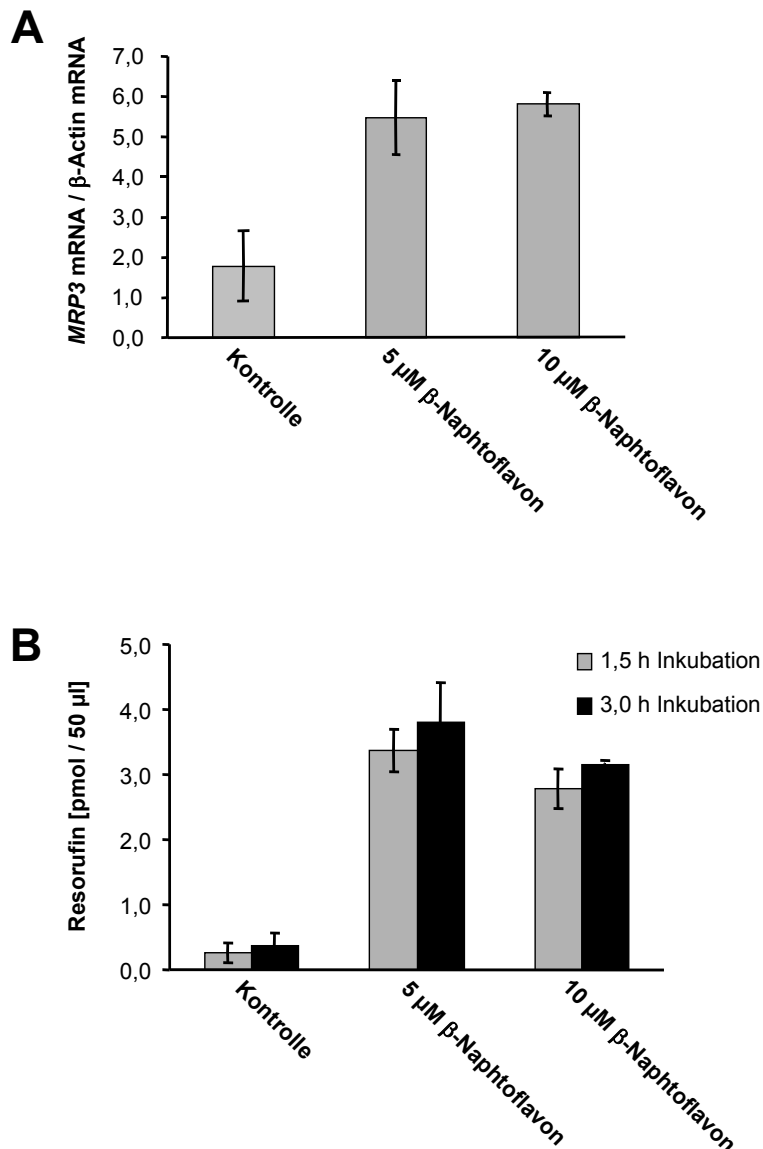 A
MRP3 mRNA / β-Actin mRNA
7,0
6,0
5,0
4,0
3,0
2,0
1,0
0,0
Kontrolle
5 µM β-Naphtoflavon
10 µM β-Naphtoflavon
B
Resorufin [pmol / 50 µl]
5,0
4,0
3,0
2,0
1,0
0,0
1,5 h Inkubation
3,0 h Inkubation
Kontrolle
5 µM β-Naphtoflavon
10 µM β-Naphtoflavon